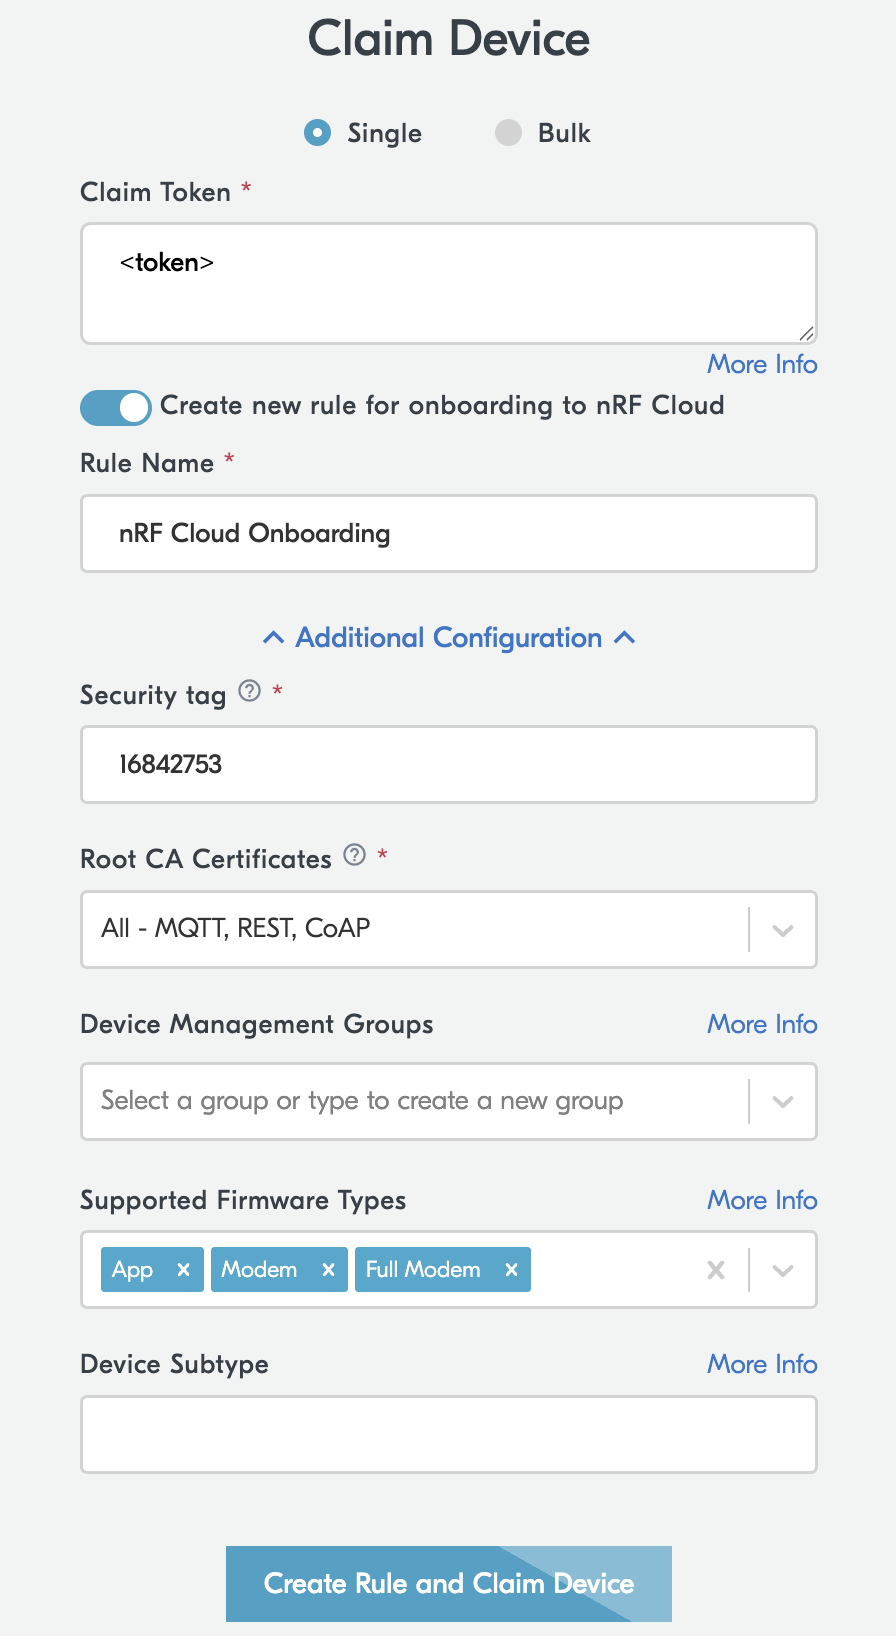 Claim Device
Single Bulk
Claim Token *
<token>
More Info
Create new rule for onboarding to nRF Cloud
Rule Name *
nRF Cloud Onboarding
Additional Configuration
Security tag ? *
16842753
Root CA Certificates ? *
All - MQTT, REST, CoAP
Device Management Groups More Info
Select a group or type to create a new group
Supported Firmware Types More Info
App x Modem x Full Modem x
Device Subtype More Info
Create Rule and Claim Device